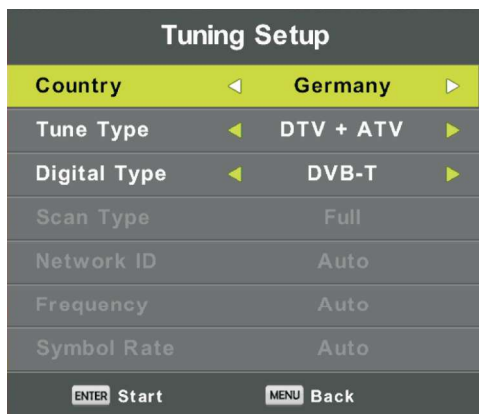 Tuning Setup
Country Germany
Tune Type DTV + ATV
Digital Type DVB-T
Scan Type Full
Network ID Auto
Frequency Auto
Symbol Rate Auto
ENTER Start MENU Back